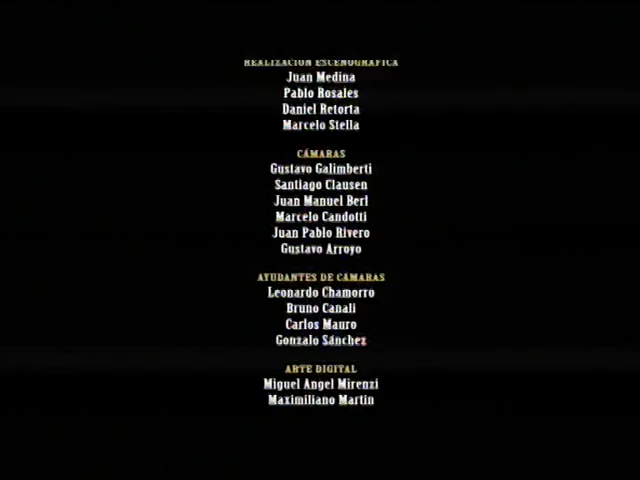 REALIZACIÓN ESCENOGRÁFICA
Juan Medina
Pablo Rosales
Daniel Retorta
Marcelo Stella
CÁMARAS
Gustavo Galimberti
Santiago Clausen
Juan Manuel Berl
Marcelo Candotti
Juan Pablo Rivero
Gustavo Arroyo
AYUDANTES DE CÁMARAS
Leonardo Chamorro
Bruno Canali
Carlos Mauro
Gonzalo Sánchez
ARTE DIGITAL
Miguel Angel Mirenzi
Maximiliano Martin